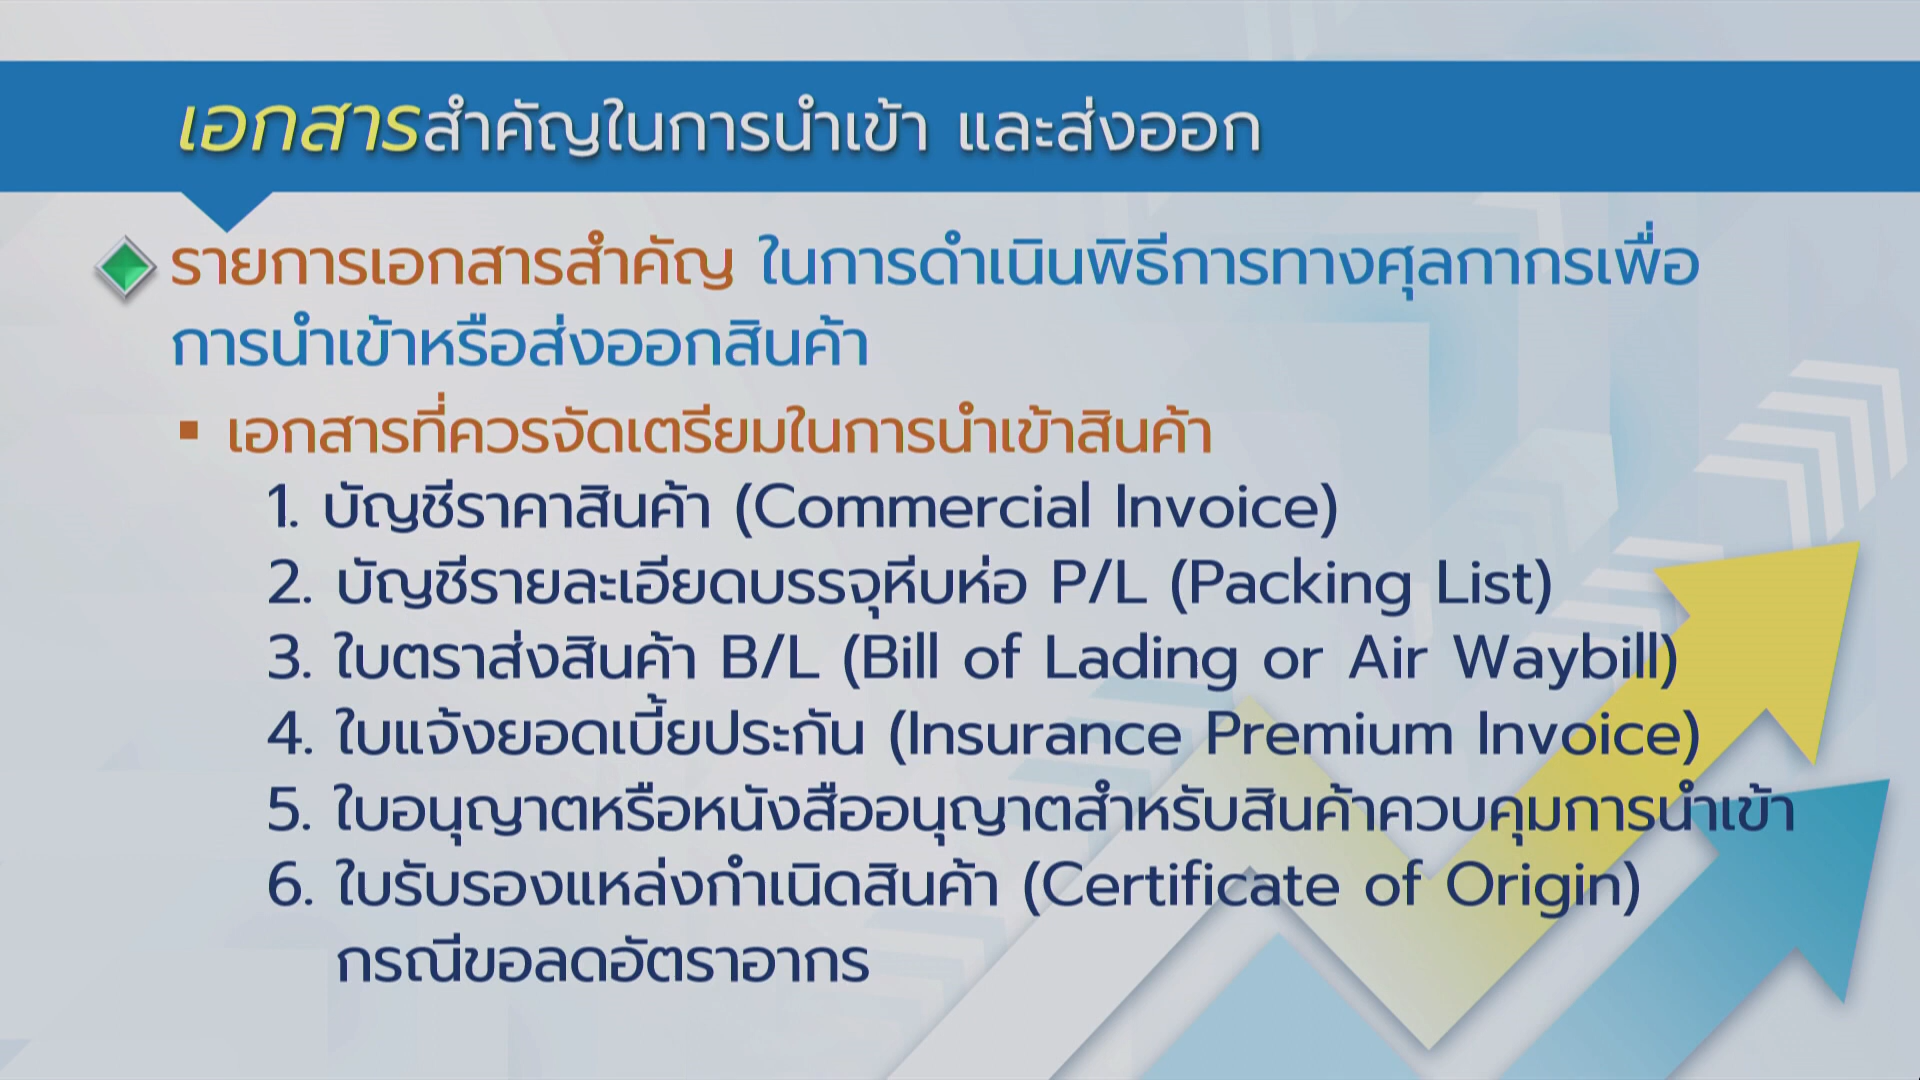 เอกสารสำคัญในการนำเข้า และส่งออก
รายการเอกสารสำคัญ ในการดำเนินพิธีการทางศุลกากรเพื่อ
การนำเข้าหรือส่งออกสินค้า
▪ เอกสารที่ควรจัดเตรียมในการนำเข้าสินค้า
1. บัญชีราคาสินค้า (Commercial Invoice)
2. บัญชีรายละเอียดบรรจุหีบห่อ P/L (Packing List)
3. ใบตราส่งสินค้า B/L (Bill of Lading or Air Waybill)
4. ใบแจ้งยอดเบี้ยประกัน (Insurance Premium Invoice)
5. ใบอนุญาตหรือหนังสืออนุญาตสำหรับสินค้าควบคุมการนำเข้า
6. ใบรับรองแหล่งกำเนิดสินค้า (Certificate of Origin)
กรณีขอลดอัตราอากร